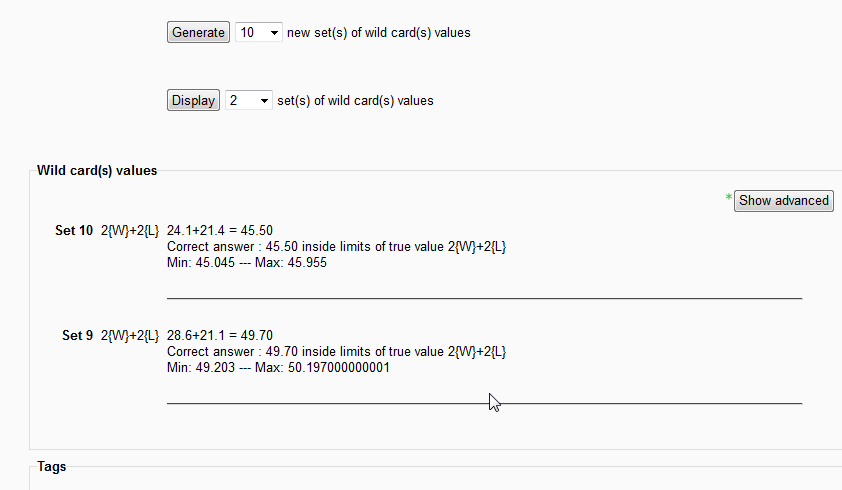 Generate 10 new set(s) of wild card(s) values
Display 2 set(s) of wild card(s) values
Wild card(s) values
* Show advanced
Set 10 2{W}+2{L} 24.1+21.4 = 45.50
Correct answer : 45.50 inside limits of true value 2{W}+2{L}
Min: 45.045 --- Max: 45.955
Set 9 2{W}+2{L} 28.6+21.1 = 49.70
Correct answer : 49.70 inside limits of true value 2{W}+2{L}
Min: 49.203 --- Max: 50.197000000001
Tags